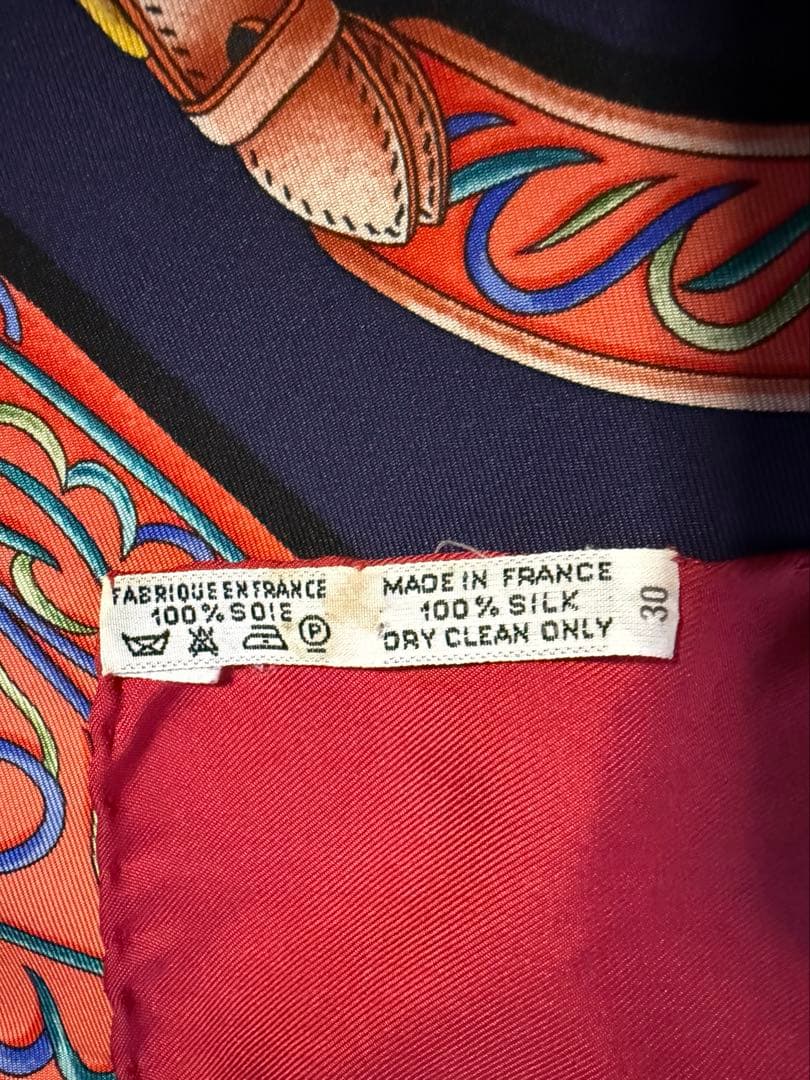 FABRIQUE EN FRANCE
100% SOIE
P
MADE IN FRANCE
100% SILK
DRY CLEAN ONLY
30